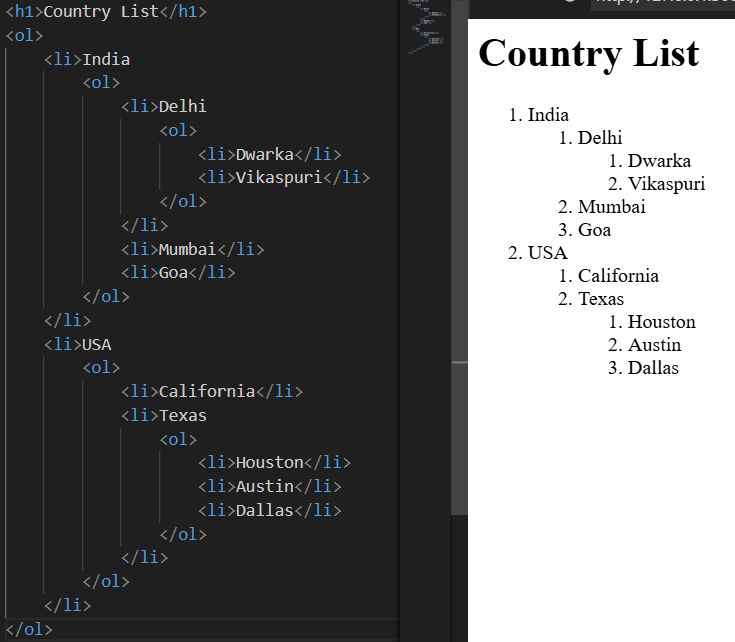 <h1>Country List</h1>
<ol>
    <li>India
        <ol>
            <li>Delhi
                <ol>
                    <li>Dwarka</li>
                    <li>Vikaspuri</li>
                </ol>
            </li>
            <li>Mumbai</li>
            <li>Goa</li>
        </ol>
    </li>
    <li>USA
        <ol>
            <li>California</li>
            <li>Texas
                <ol>
                    <li>Houston</li>
                    <li>Austin</li>
                    <li>Dallas</li>
                </ol>
            </li>
        </ol>
    </li>
</ol>
Country List
1. India
1. Delhi
1. Dwarka
2. Vikaspuri
2. Mumbai
3. Goa
2. USA
1. California
2. Texas
1. Houston
2. Austin
3. Dallas